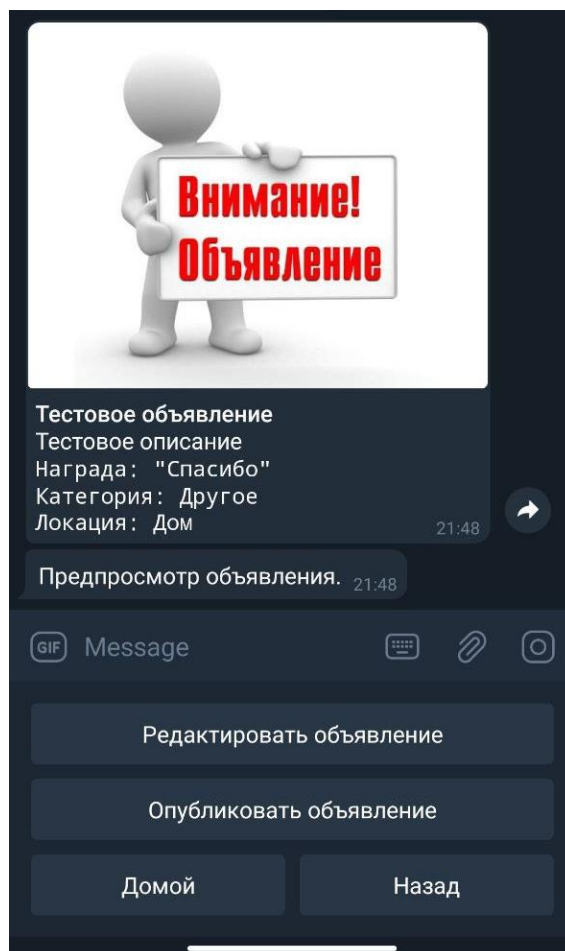 Внимание!
Объявление
Тестовое объявление
Тестовое описание
Награда: "Спасибо"
Категория: Другое
Локация: Дом
21:48
Предпросмотр объявления. 21:48
GIF Message
Редактировать объявление
Опубликовать объявление
Домой Назад